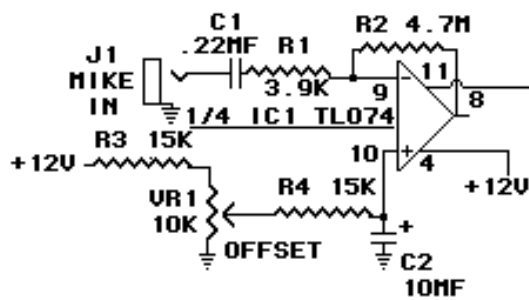 C1
.22MF
R1
3.9K
R2 4.7M
J1
MIKE
IN
9
11
8
1/4 IC1 TL074
R3 15K
+12V
10
4
+12V
VR1
10K
R4 15K
OFFSET
+
C2
10MF